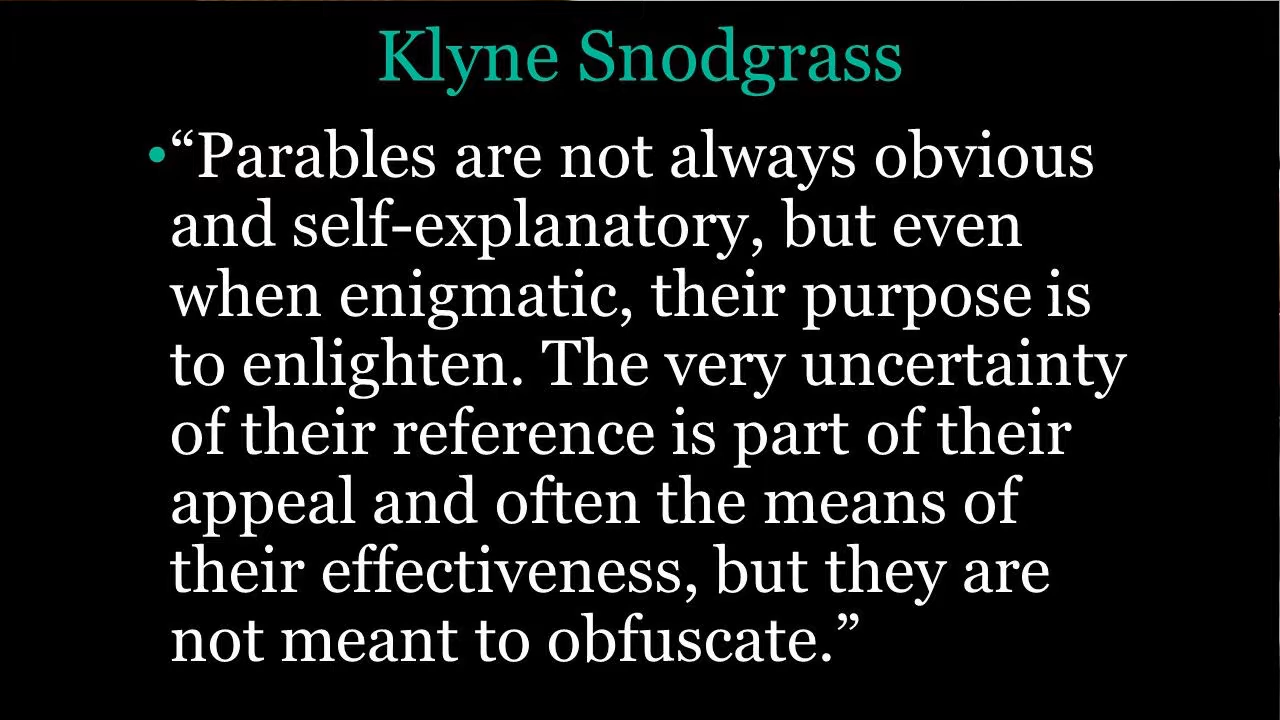 Klyne Snodgrass
•“Parables are not always obvious
and self-explanatory, but even
when enigmatic, their purpose is
to enlighten. The very uncertainty
of their reference is part of their
appeal and often the means of
their effectiveness, but they are
not meant to obfuscate.”